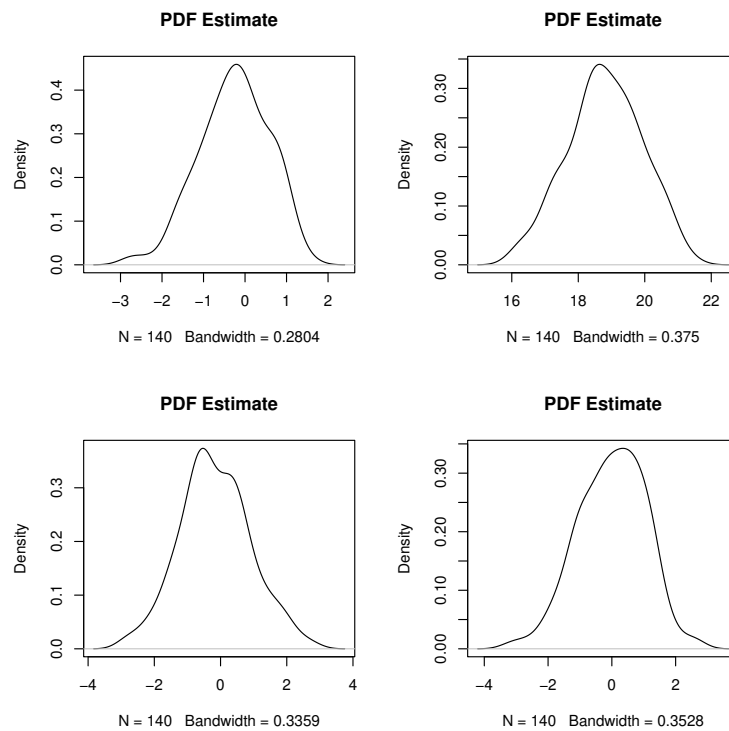 PDF Estimate
Density
0.0 0.1 0.2 0.3 0.4
−3 −2 −1 0 1 2
N = 140 Bandwidth = 0.2804
PDF Estimate
Density
0.00 0.10 0.20 0.30
16 18 20 22
N = 140 Bandwidth = 0.375
PDF Estimate
Density
0.0 0.1 0.2 0.3
−4 −2 0 2 4
N = 140 Bandwidth = 0.3359
PDF Estimate
Density
0.00 0.10 0.20 0.30
−4 −2 0 2
N = 140 Bandwidth = 0.3528